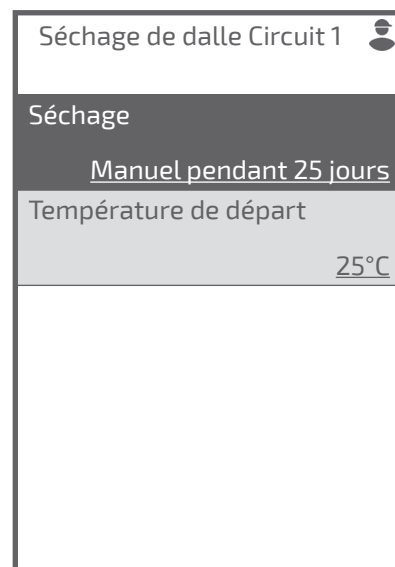 Séchage de dalle Circuit 1
Séchage
Manuel pendant 25 jours
Température de départ
25°C